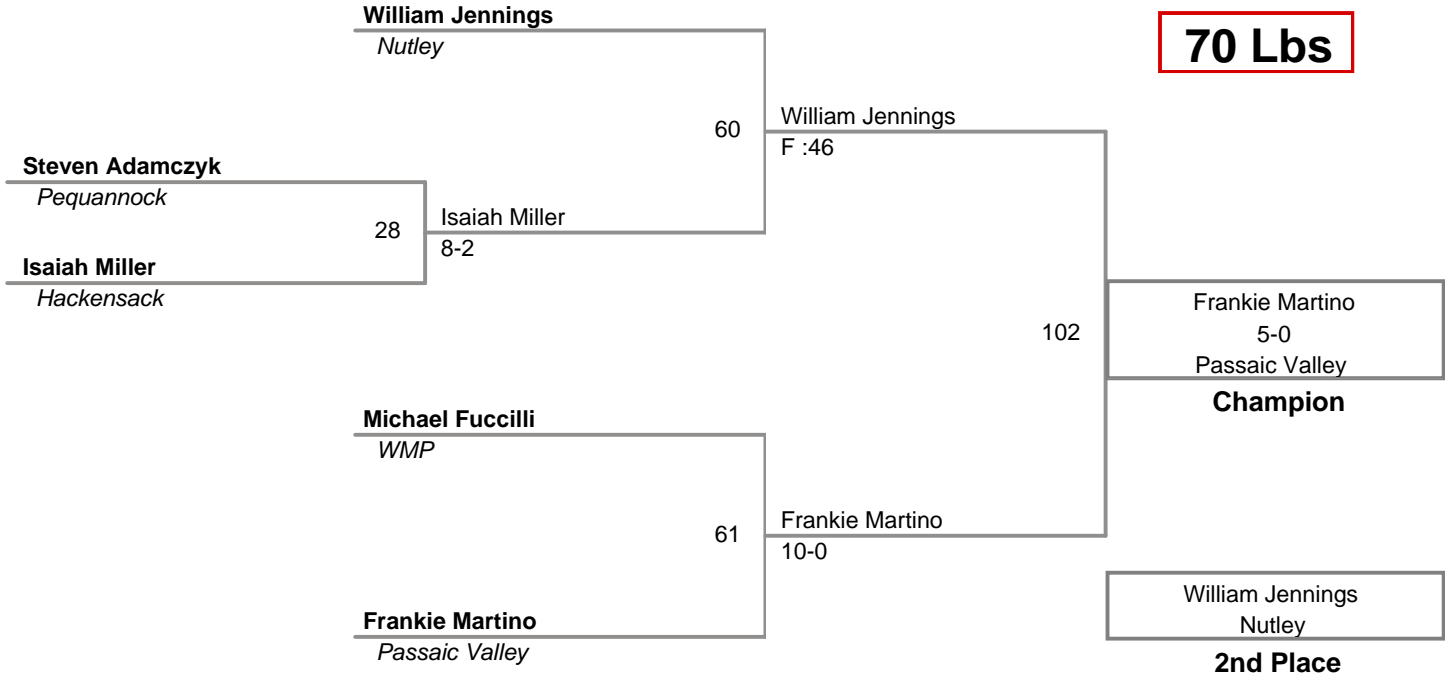 William Jennings
Nutley
70 Lbs
60
William Jennings
F :46
Steven Adamczyk
Pequannock
28
Isaiah Miller
8-2
Isaiah Miller
Hackensack
102
Frankie Martino
5-0
Passaic Valley
Champion
Michael Fuccilli
WMP
61
Frankie Martino
10-0
Frankie Martino
Passaic Valley
William Jennings
Nutley
2nd Place